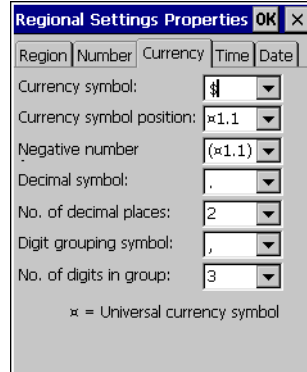 Regional Settings Properties OK ×
Region Number Currency Time Date
Currency symbol: $
Currency symbol position: ¤1.1
Negative number (¤1.1)
Decimal symbol: .
No. of decimal places: 2
Digit grouping symbol: ,
No. of digits in group: 3
¤ = Universal currency symbol